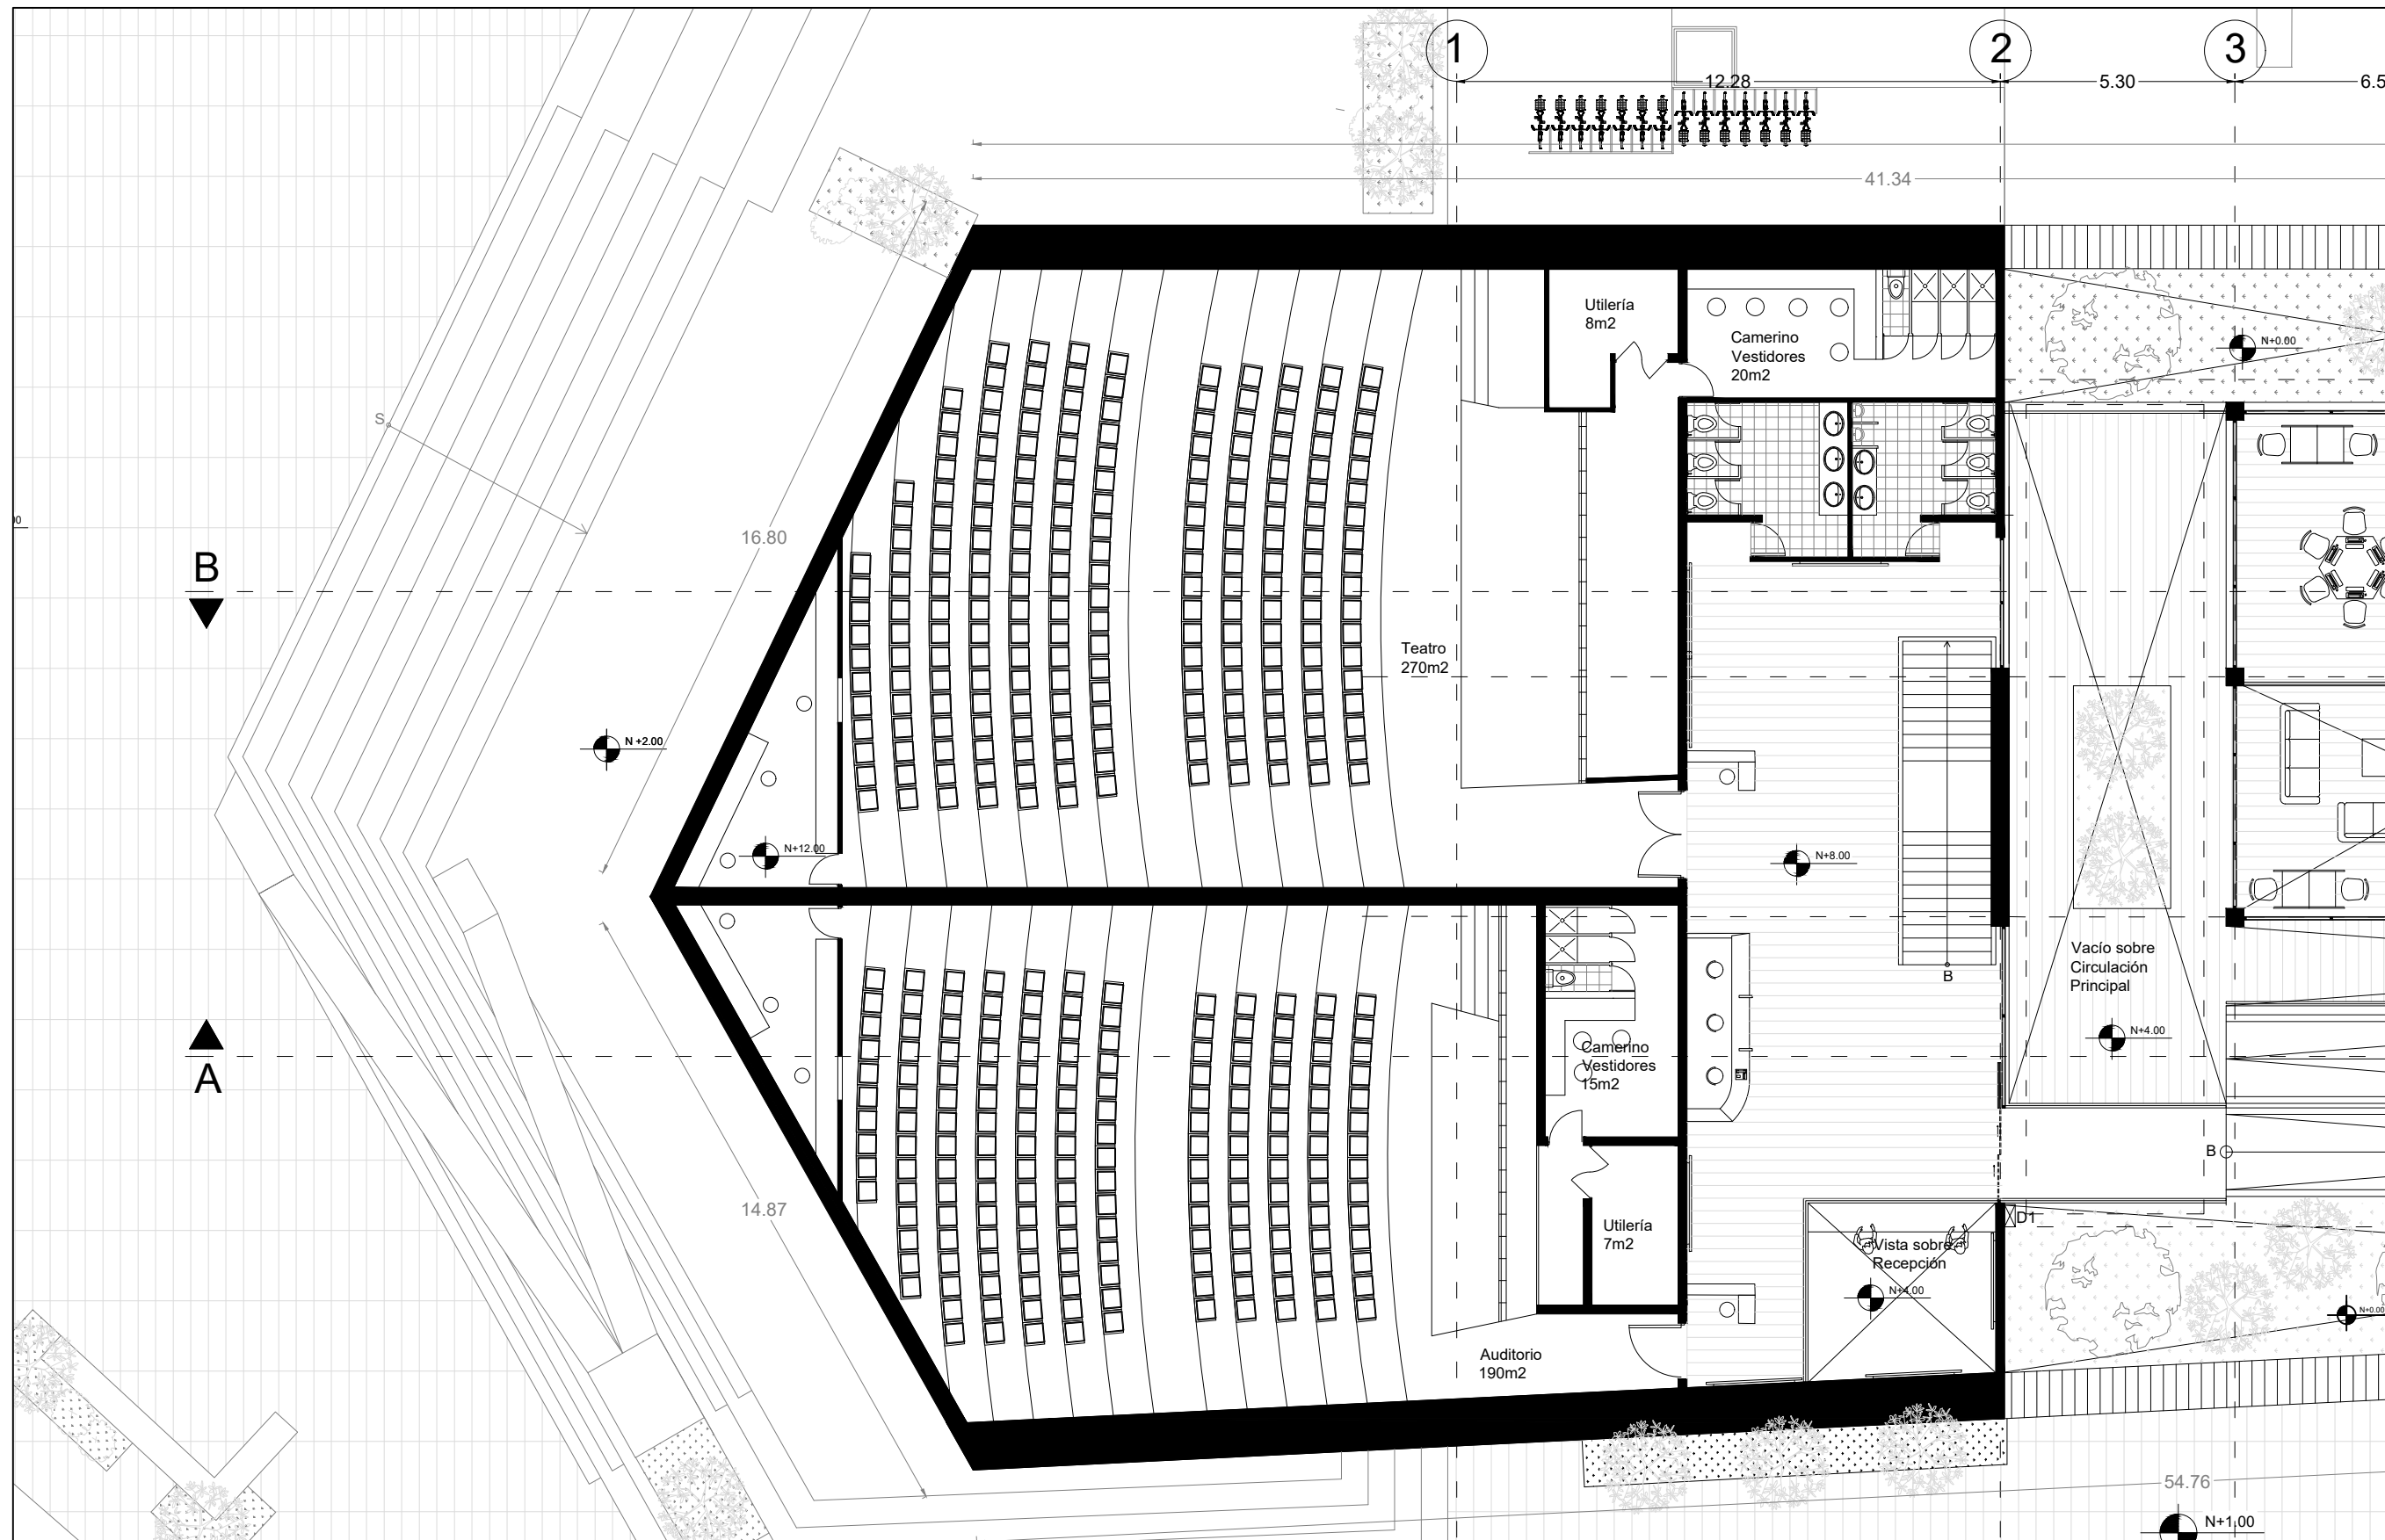 1
2
3
12.28
5.30
41.34
Utilería
8m2
Camerino
Vestidores
20m2
N+0.00
S
16.80
B
Teatro
270m2
N +2.00
N+12.00
N+8.00
Vacío sobre
Circulación
Principal
B
N+4.00
A
Camerino
Vestidores
15m2
B
14.87
Utilería
7m2
D1
Vista sobre
Recepción
N+4.00
N+0.00
Auditorio
190m2
54.76
N+1.00